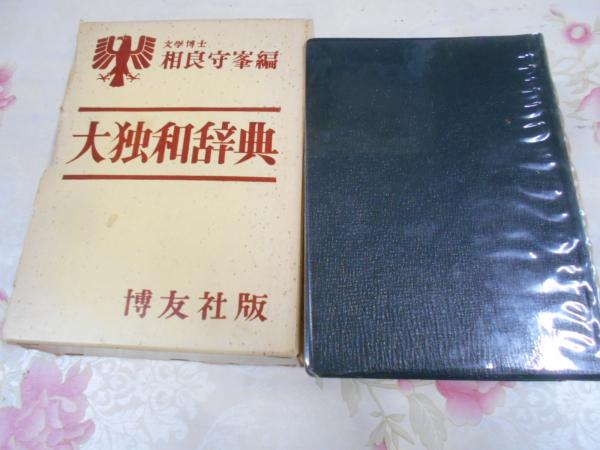 文学博士
相良守峯編
大独和辞典
博友社版